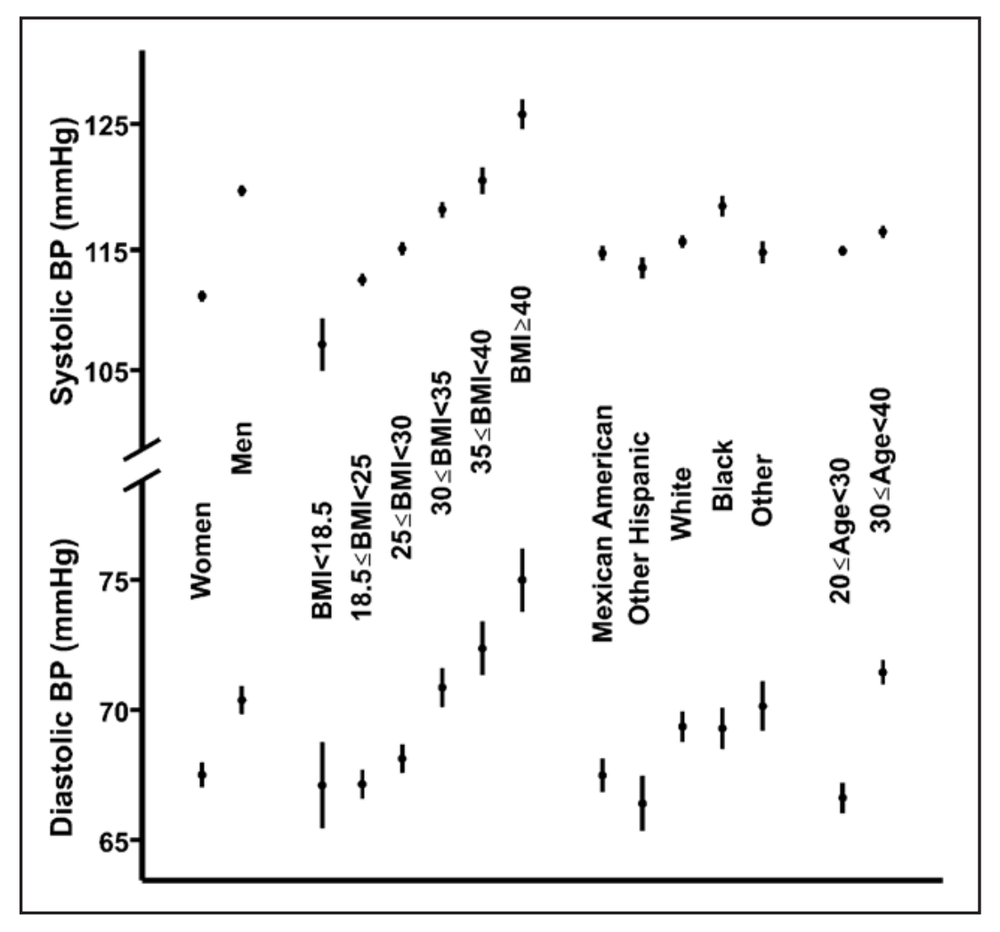 Systolic BP (mmHg)
125
115
105
Diastolic BP (mmHg)
75
70
65
Women
Men
BMI<18.5
18.5≤BMI<25
25≤BMI<30
30≤BMI<35
35≤BMI<40
BMI≥40
Mexican American
Other Hispanic
White
Black
Other
20≤Age<30
30≤Age<40